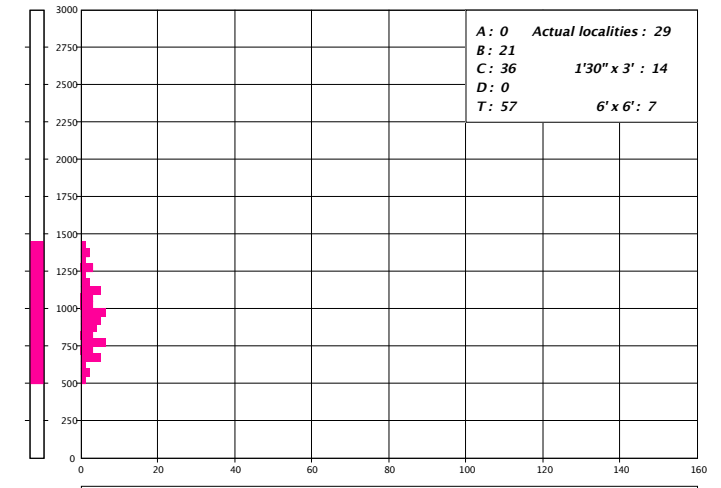 3000
A : 0 Actual localities : 29
2750
B : 21
C : 36 1'30" x 3' : 14
2500
D : 0
T : 57 6' x 6' : 7
2250
2000
1750
1500
1250
1000
750
500
250
0
0 20 40 60 80 100 120 140 160